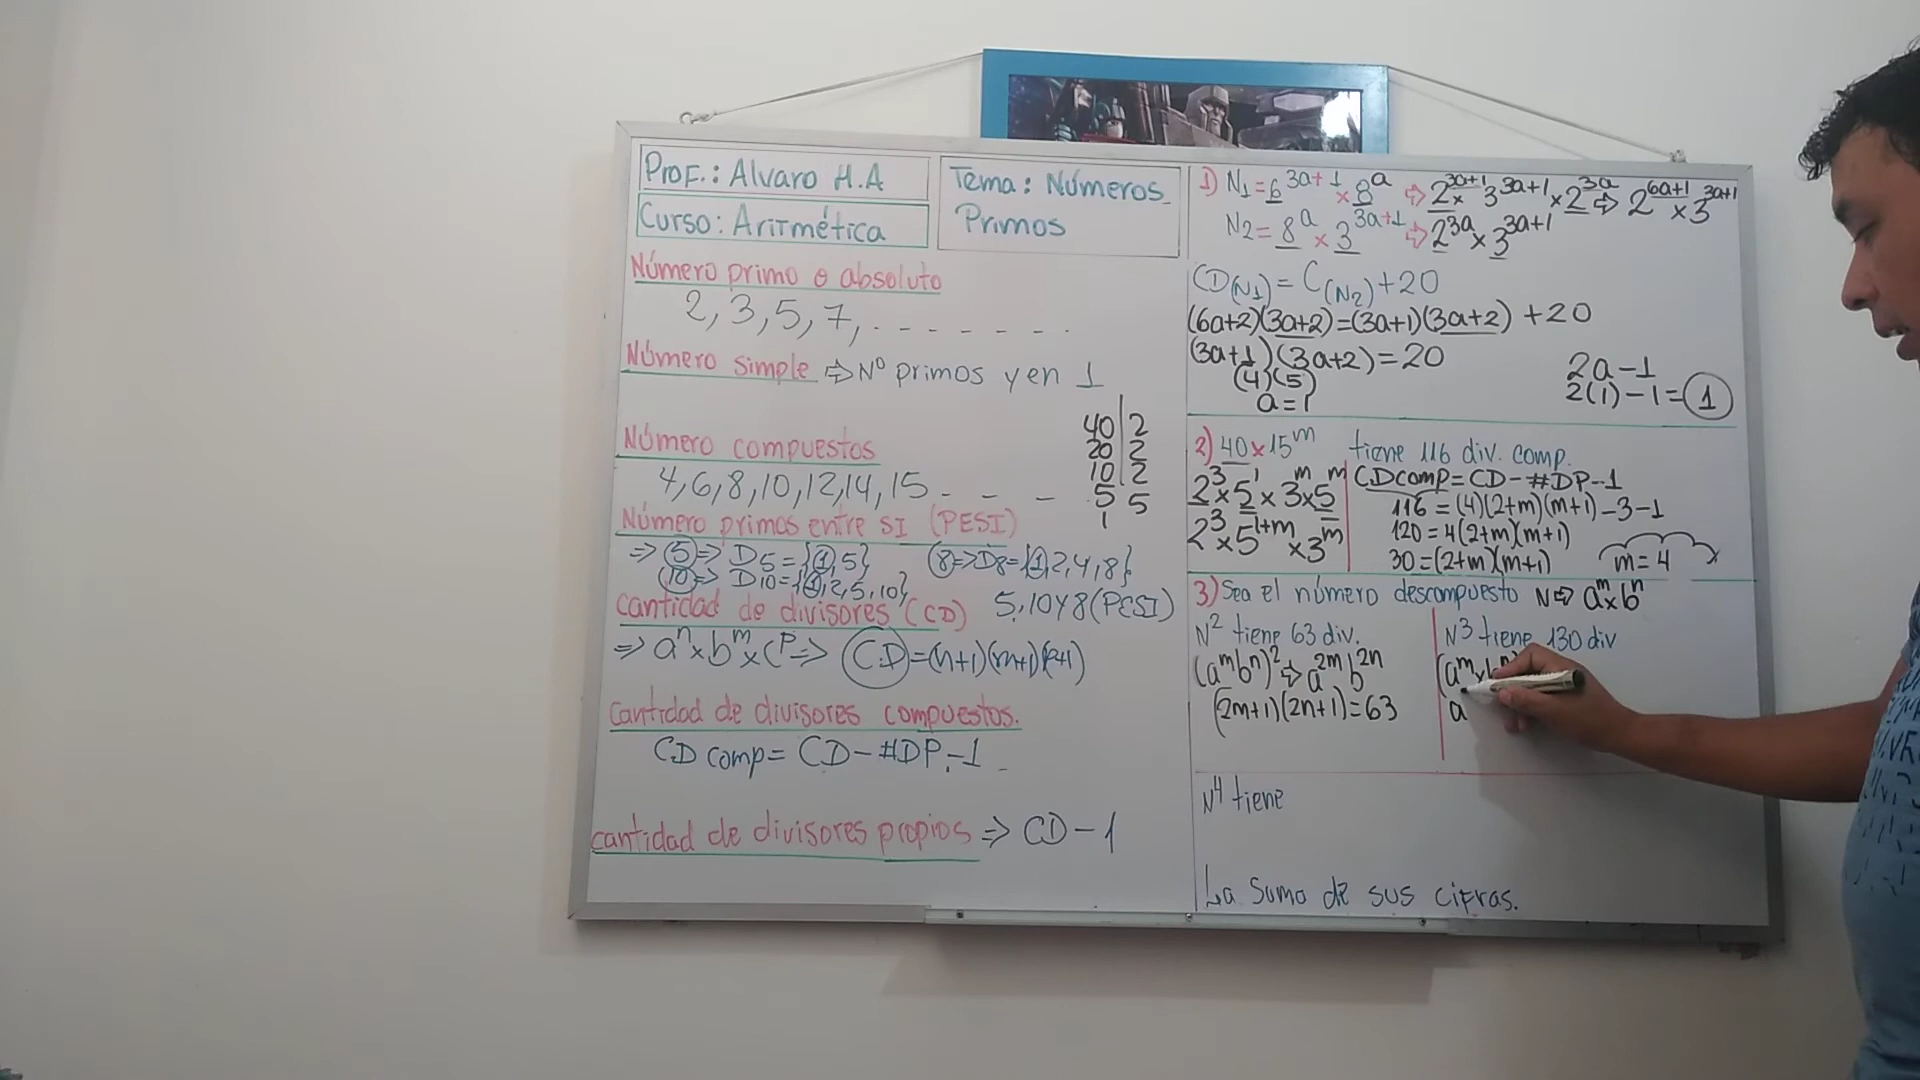 Prof.: Alvaro H.A
Curso: Aritmética
Tema: Números
Primos
Número primo o absoluto
2, 3, 5, 7, . - - - - - - .
Número simple ⇨ Nº primos y en 1
Número compuestos
4, 6, 8, 10, 12, 14, 15 - - -
40 | 2
20 | 2
10 | 2
5 | 5
1
Número primos entre SI (PESI)
⇒ 5 ⇒ D5 = {1, 5}
10 ⇒ D10 = {1, 2, 5, 10}
8 ⇒ D8 = {1, 2, 4, 8}
5, 10 y 8 (PESI)
cantidad de divisores (CD)
⇒ a^n × b^m × C^P ⇒ CD = (n+1)(m+1)(p+1)
cantidad de divisores compuestos.
CD comp = CD - #DP - 1
cantidad de divisores propios ⇒ CD - 1
1) N1 = 6^3a+1 × 8^a ⇨ 2^3a+1 × 3^3a+1 × 2^3a ⇨ 2^6a+1 × 3^3a+1
N2 = 8^a × 3^3a+1 ⇨ 2^3a × 3^3a+1
CD(N1) = C(N2) + 20
(6a+2)(3a+2) = (3a+1)(3a+2) + 20
(3a+1)(3a+2) = 20
(4)(5)
a = 1
2a - 1
2(1) - 1 = 1
2) 40 × 15^m tiene 116 div. comp.
2^3 × 5^1 × 3^m × 5^m
2^3 × 5^1+m × 3^m
CDcomp = CD - #DP - 1
116 = (4)(2+m)(m+1) - 3 - 1
120 = 4(2+m)(m+1)
30 = (2+m)(m+1)
m = 4
3) Sea el número descompuesto N ⇨ a^m × b^n
N^2 tiene 63 div.
(a^m b^n)^2 ⇨ a^2m b^2n
(2m+1)(2n+1) = 63
N^3 tiene 130 div
(a^m × b
a
N^4 tiene
La Suma de sus cifras.